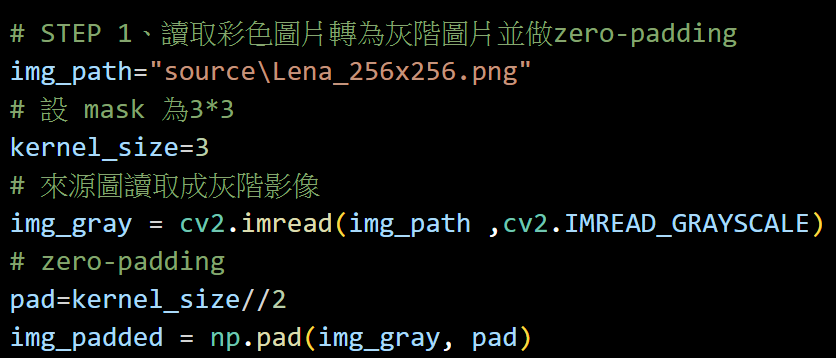 # STEP 1、讀取彩色圖片轉為灰階圖片並做zero-padding
img_path="source\Lena_256x256.png"
# 設 mask 為3*3
kernel_size=3
# 來源圖讀取成灰階影像
img_gray = cv2.imread(img_path ,cv2.IMREAD_GRAYSCALE)
# zero-padding
pad=kernel_size//2
img_padded = np.pad(img_gray, pad)